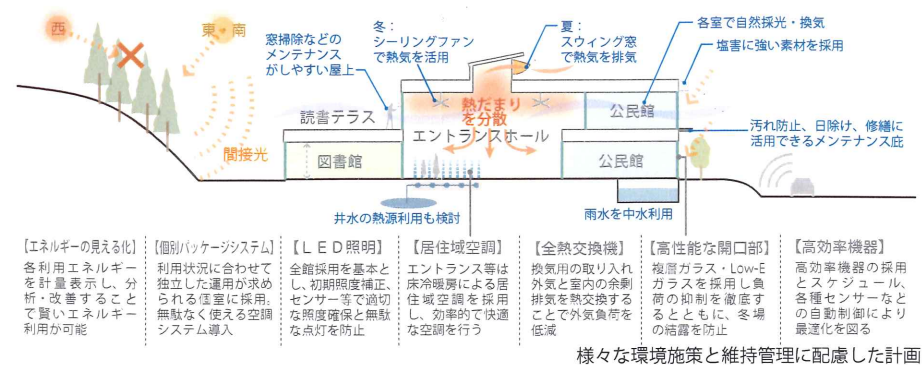 西
東・南
窓掃除などの
メンテナンス
がしやすい屋上
冬：
シーリングファン
で熱気を活用
夏：
スウィング窓
で熱気を排気
各室で自然採光・換気
塩害に強い素材を採用
熱だまり
を分散
読書テラス
エントランスホール
公民館
汚れ防止、日除け、修繕に
活用できるメンテナンス庇
間接光
図書館
公民館
井水の熱源利用も検討
雨水を中水利用
【エネルギーの見える化】
各利用エネルギー
を計量表示し、分
析・改善すること
で賢いエネルギー
利用が可能
【個別パッケージシステム】
利用状況に合わせて
独立した運用が求め
られる個室に採用。
無駄なく使える空調
システム導入
【ＬＥＤ照明】
全館採用を基本と
し、初期照度補正、
センサー等で適切
な照度確保と無駄
な点灯を防止
【居住域空調】
エントランス等は
床冷暖房による居
住域空調を採用
し、効率的で快適
な空調を行う
【全熱交換機】
換気用の取り入れ
外気と室内の余剰
排気を熱交換する
ことで外気負荷を
低減
【高性能な開口部】
複層ガラス・Low-E
ガラスを採用し負
荷の抑制を徹底す
るとともに、冬場
の結露を防止
【高効率機器】
高効率機器の採用
とスケジュール、
各種センサーなど
の自動制御により
最適化を図る
様々な環境施策と維持管理に配慮した計画